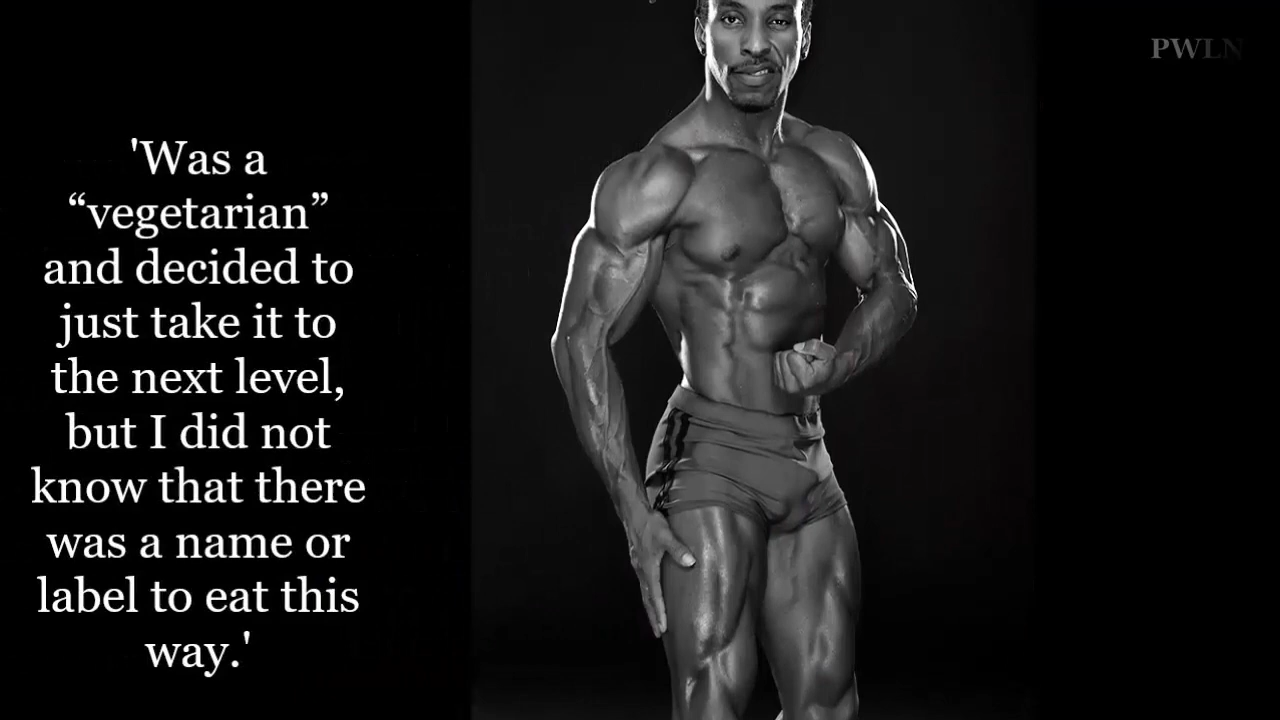 'Was a
“vegetarian”
and decided to
just take it to
the next level,
but I did not
know that there
was a name or
label to eat this
way.'
PWLN